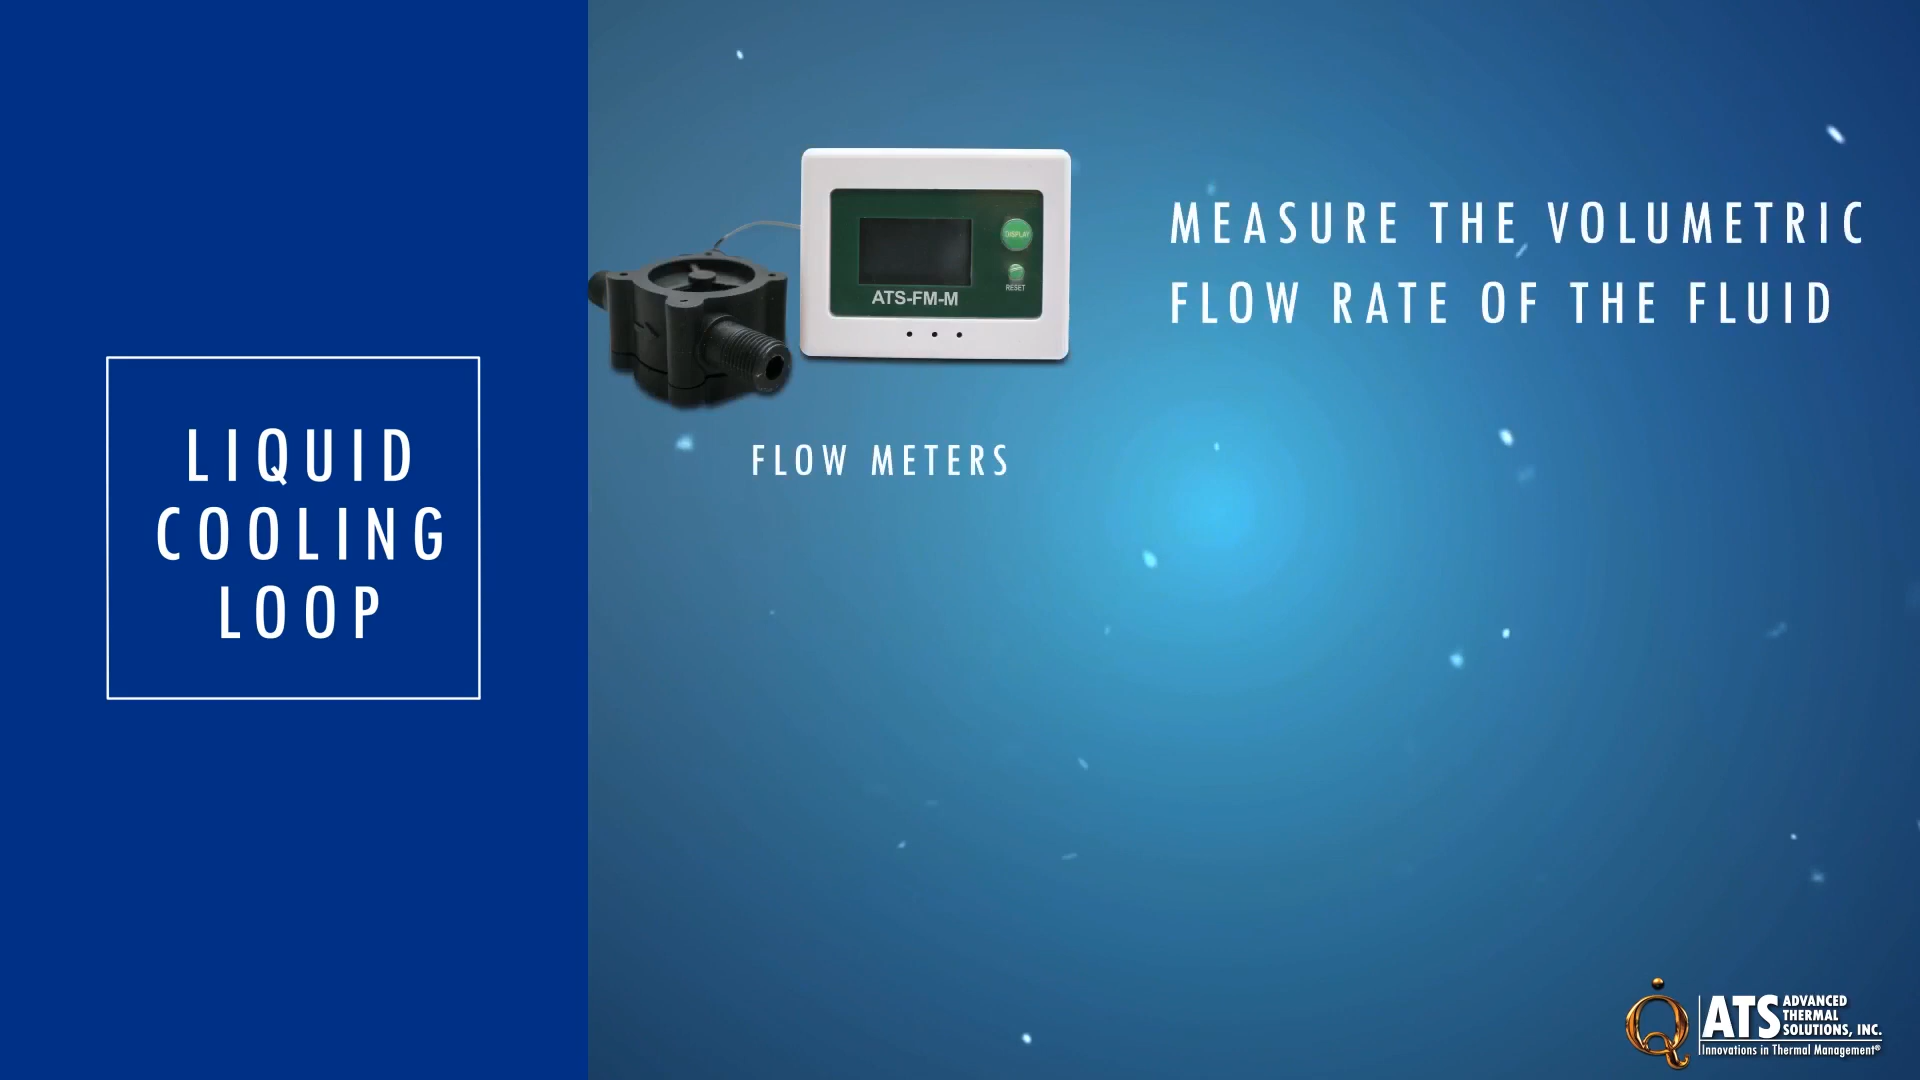 LIQUID
COOLING
LOOP
DISPLAY
RESET
ATS-FM-M
FLOW METERS
MEASURE THE VOLUMETRIC
FLOW RATE OF THE FLUID
ATS
ADVANCED
THERMAL
SOLUTIONS, INC.
Innovations in Thermal Management®